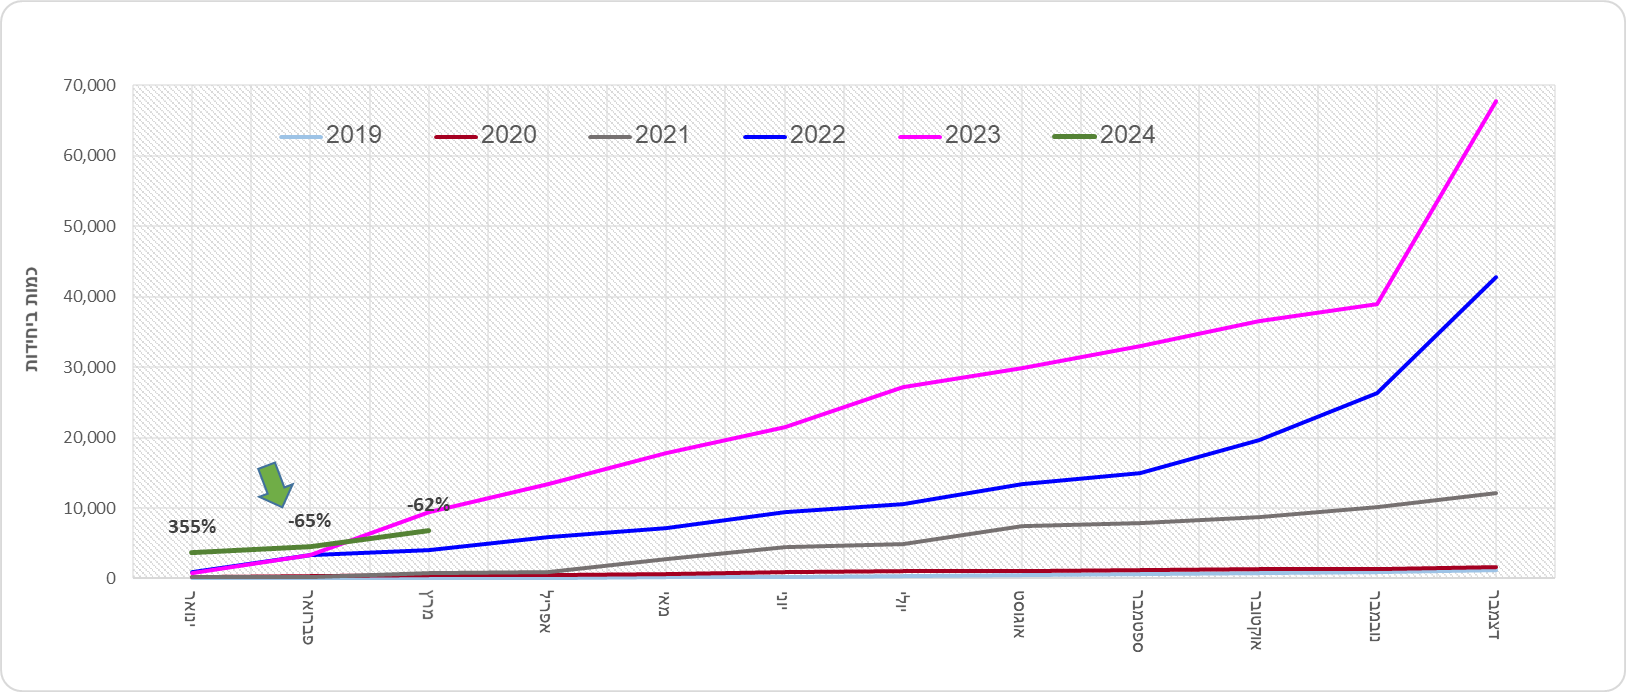 70,000
60,000
50,000
40,000
30,000
20,000
10,000
0
כמות ביחידות
2019 2020 2021 2022 2023 2024
355%
-65%
-62%
ינואר
פברואר
מרץ
אפריל
מאי
יוני
יולי
אוגוסט
ספטמבר
אוקטובר
נובמבר
דצמבר